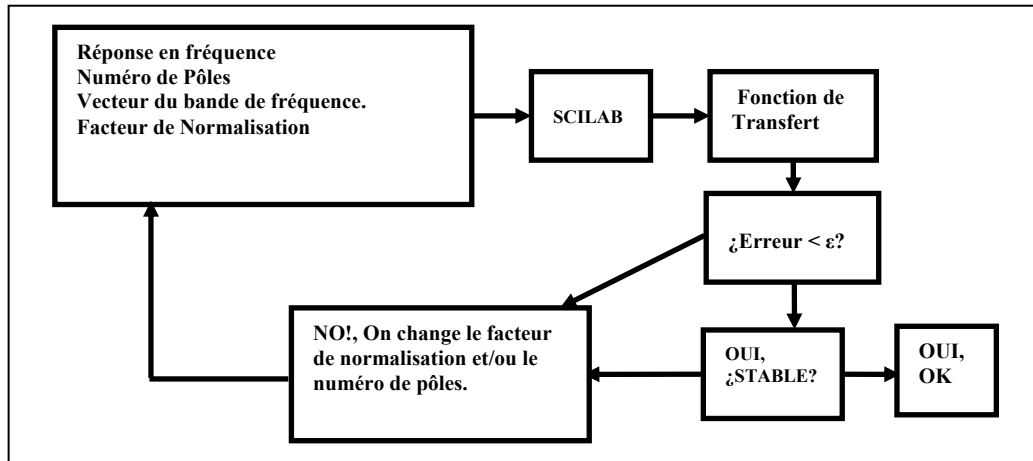 Réponse en fréquence
Numéro de Pôles
Vecteur du bande de fréquence.
Facteur de Normalisation
SCILAB
Fonction de
Transfert
¿Erreur < ε?
NO!, On change le facteur
de normalisation et/ou le
numéro de pôles.
OUI,
¿STABLE?
OUI,
OK